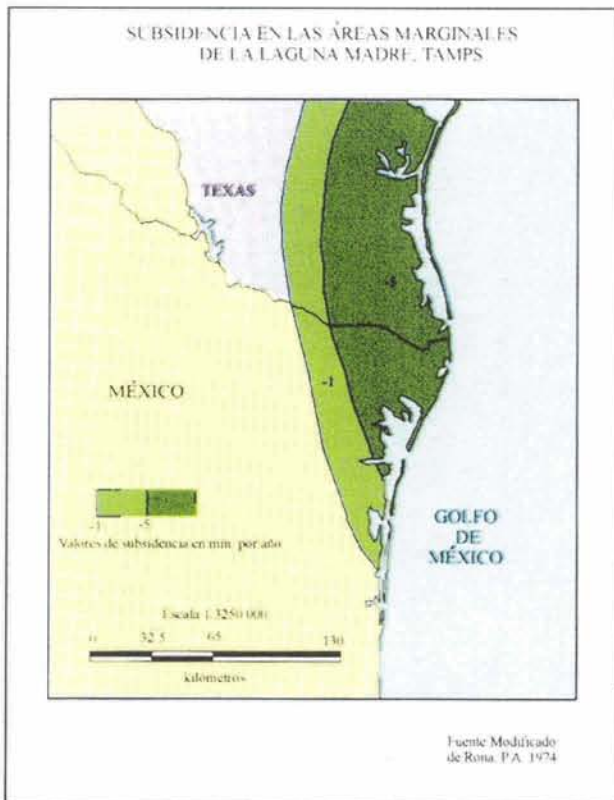 SUBSIDENCIA EN LAS ÁREAS MARGINALES
DE LA LAGUNA MADRE, TAMPS
TEXAS
-5
-1
MÉXICO
-1 -5
Valores de subsidencia en mm. por año
GOLFO
DE
MÉXICO
Escala 1:3250 000
0 32.5 65 130
kilómetros
Fuente Modificado
de Rona, P.A. 1974